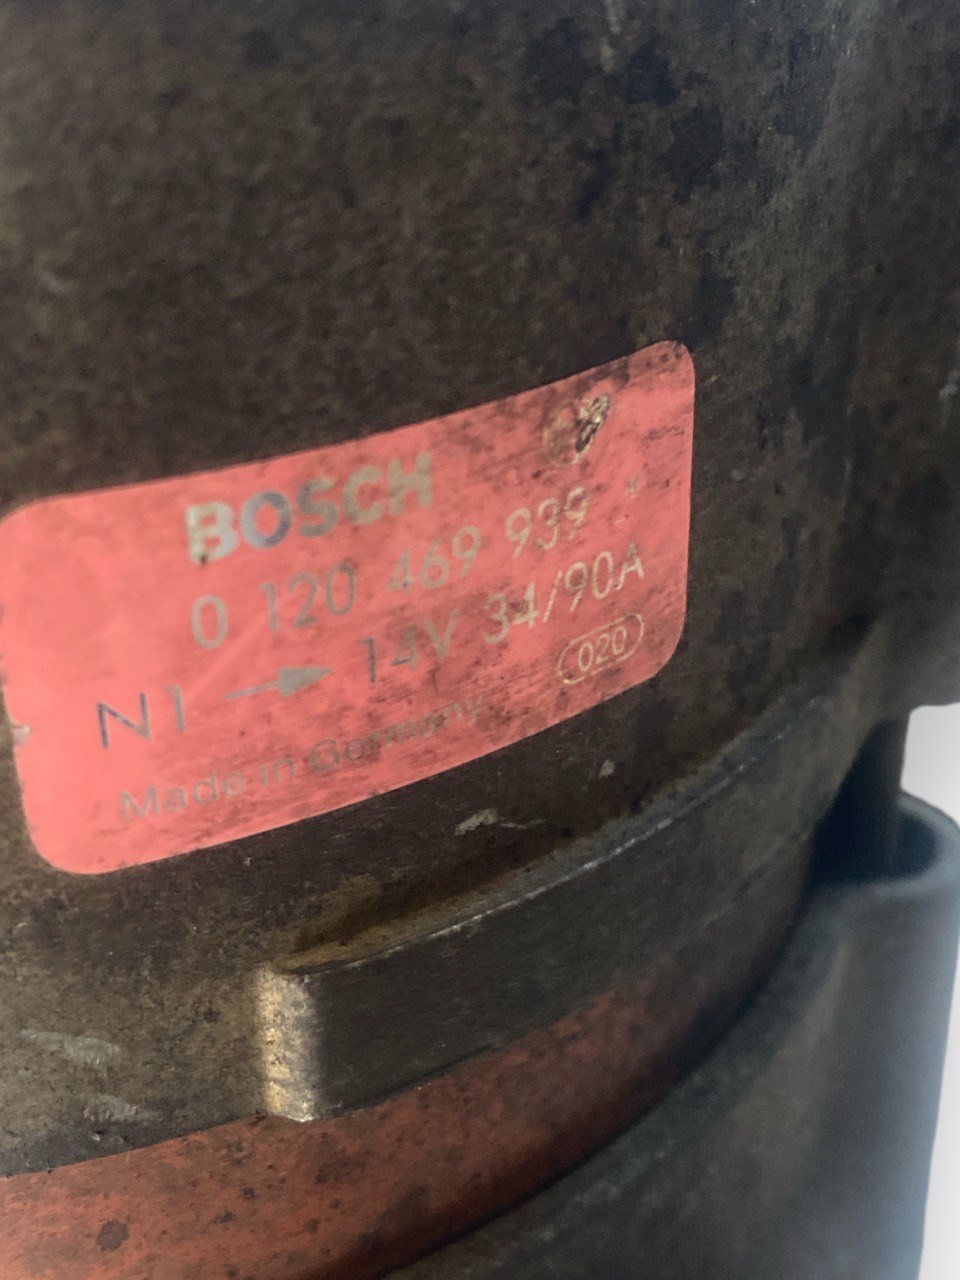 BOSCH
0 120 469 939
N1 → 14V 34/90A
020
Made in Germany